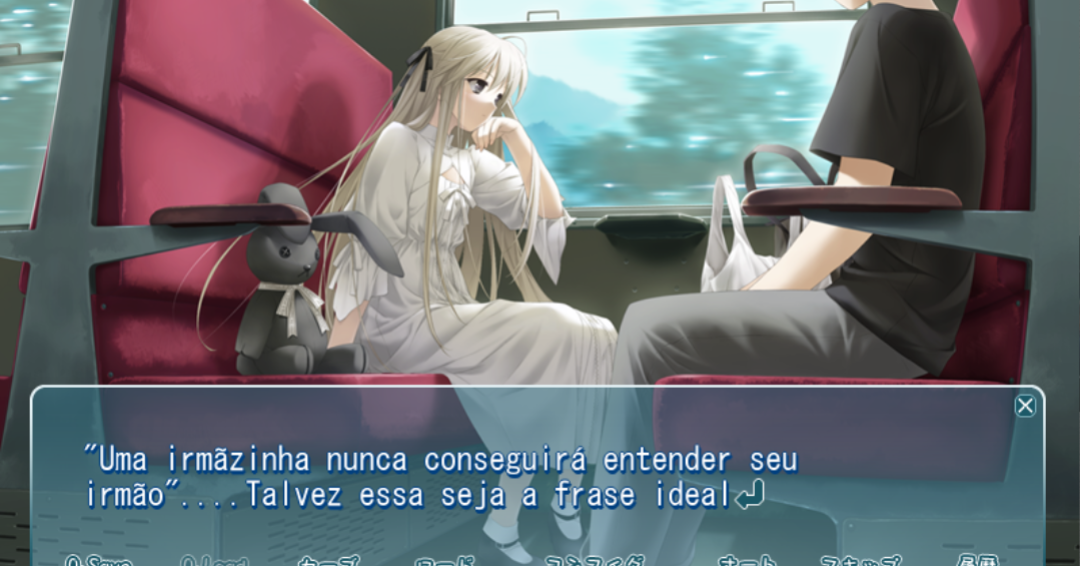 "Uma irmãzinha nunca conseguirá entender seu
irmão"....Talvez essa seja a frase ideal